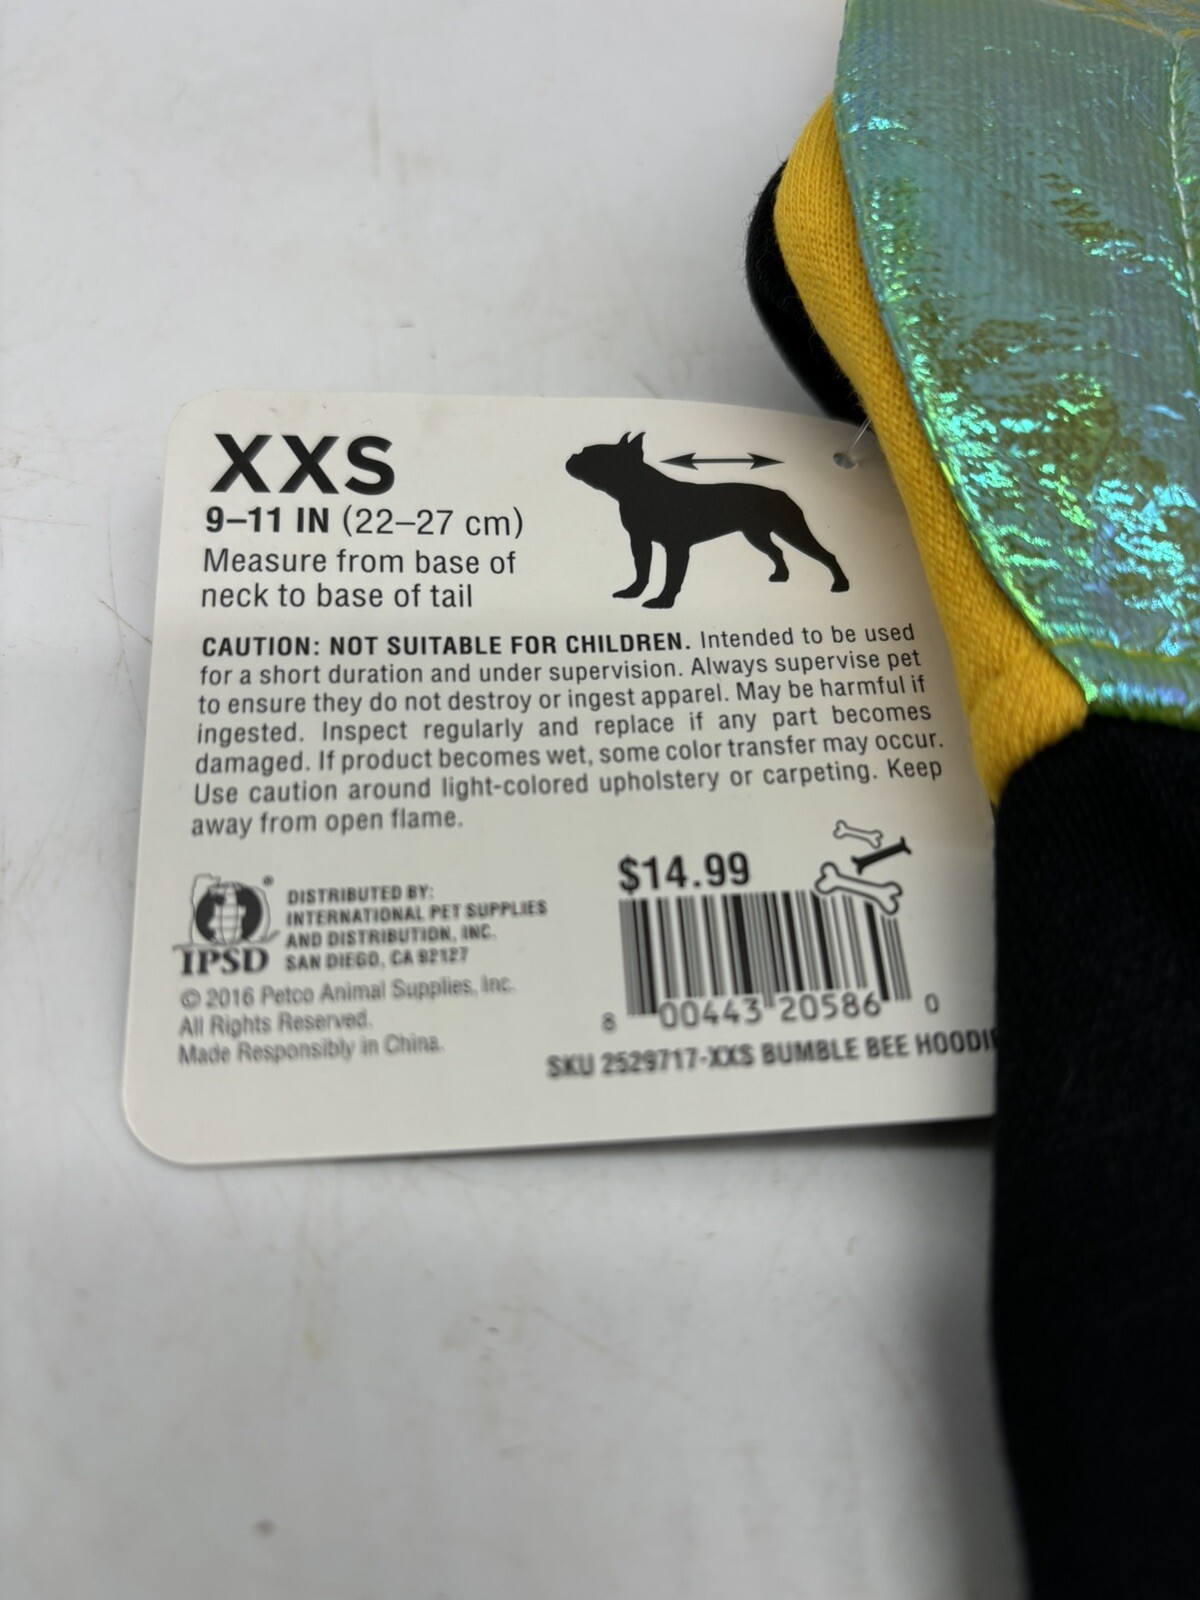 XXS
9–11 IN (22–27 cm)
Measure from base of
neck to base of tail
CAUTION: NOT SUITABLE FOR CHILDREN. Intended to be used
for a short duration and under supervision. Always supervise pet
to ensure they do not destroy or ingest apparel. May be harmful if
ingested. Inspect regularly and replace if any part becomes
damaged. If product becomes wet, some color transfer may occur.
Use caution around light-colored upholstery or carpeting. Keep
away from open flame.
®
IPSD
DISTRIBUTED BY:
INTERNATIONAL PET SUPPLIES
AND DISTRIBUTION, INC.
SAN DIEGO, CA 92127
© 2016 Petco Animal Supplies, Inc.
All Rights Reserved.
Made Responsibly in China.
$14.99
8 00443 20586 0
SKU 2529717-XXS BUMBLE BEE HOODI